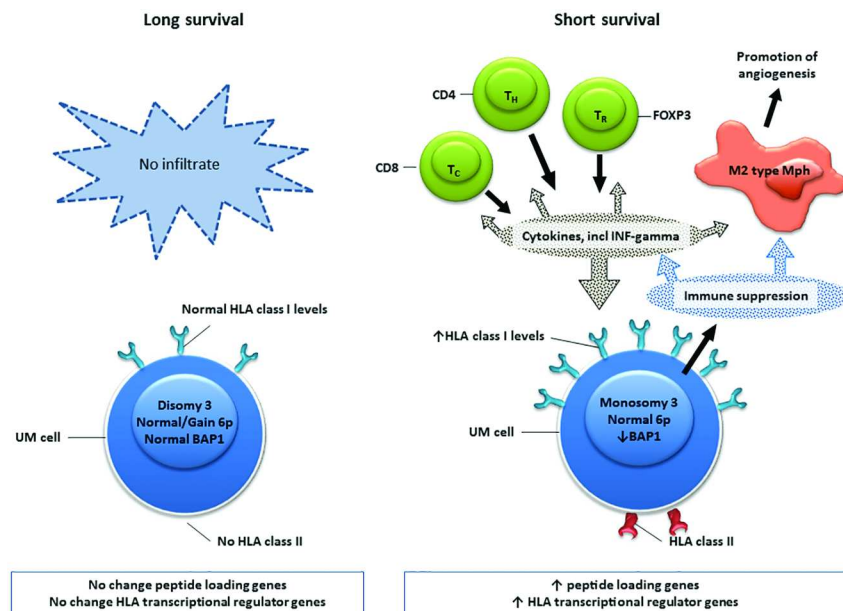 Long survival
No infiltrate
Normal HLA class I levels
Disomy 3
Normal/Gain 6p
Normal BAP1
UM cell
No HLA class II
No change peptide loading genes
No change HLA transcriptional regulator genes
Short survival
Promotion of
angiogenesis
CD4
TH
TR
FOXP3
CD8
TC
M2 type Mph
Cytokines, incl INF-gamma
Immune suppression
↑HLA class I levels
Monosomy 3
Normal 6p
↓BAP1
UM cell
HLA class II
↑ peptide loading genes
↑ HLA transcriptional regulator genes